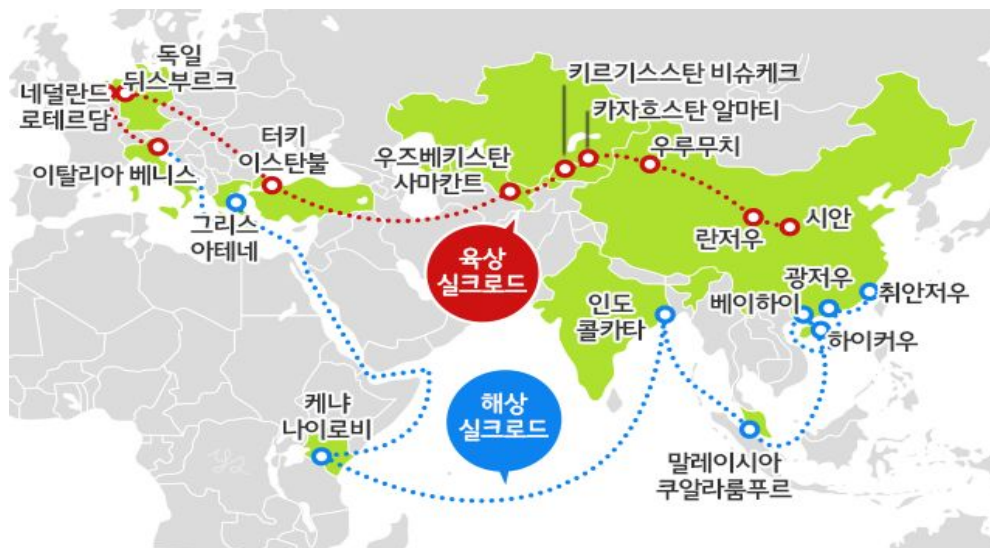 독일
뒤스부르크
네덜란드
로테르담
이탈리아 베니스
터키
이스탄불
그리스
아테네
우즈베키스탄
사마칸트
키르기스스탄 비슈케크
카자흐스탄 알마티
우루무치
란저우
시안
육상
실크로드
인도
콜카타
광저우
베이하이
취안저우
하이커우
케냐
나이로비
해상
실크로드
말레이시아
쿠알라룸푸르